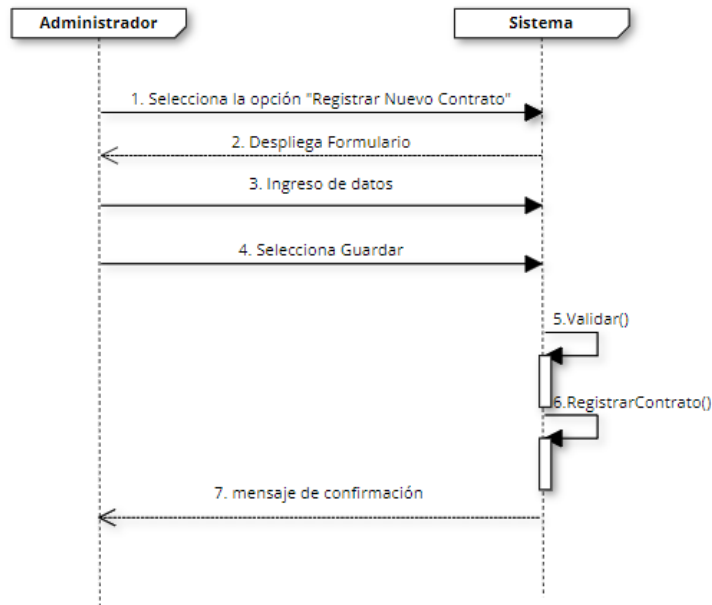 Administrador
Sistema
1. Selecciona la opción "Registrar Nuevo Contrato"
2. Despliega Formulario
3. Ingreso de datos
4. Selecciona Guardar
5.Validar()
6.RegistrarContrato()
7. mensaje de confirmación